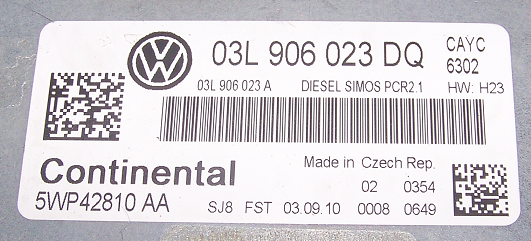 03L 906 023 DQ CAYC
6302
03L 906 023 A DIESEL SIMOS PCR2.1 HW: H23
Continental Made in Czech Rep.
5WP42810 AA 02 0354
SJ8 FST 03.09.10 0008 0649